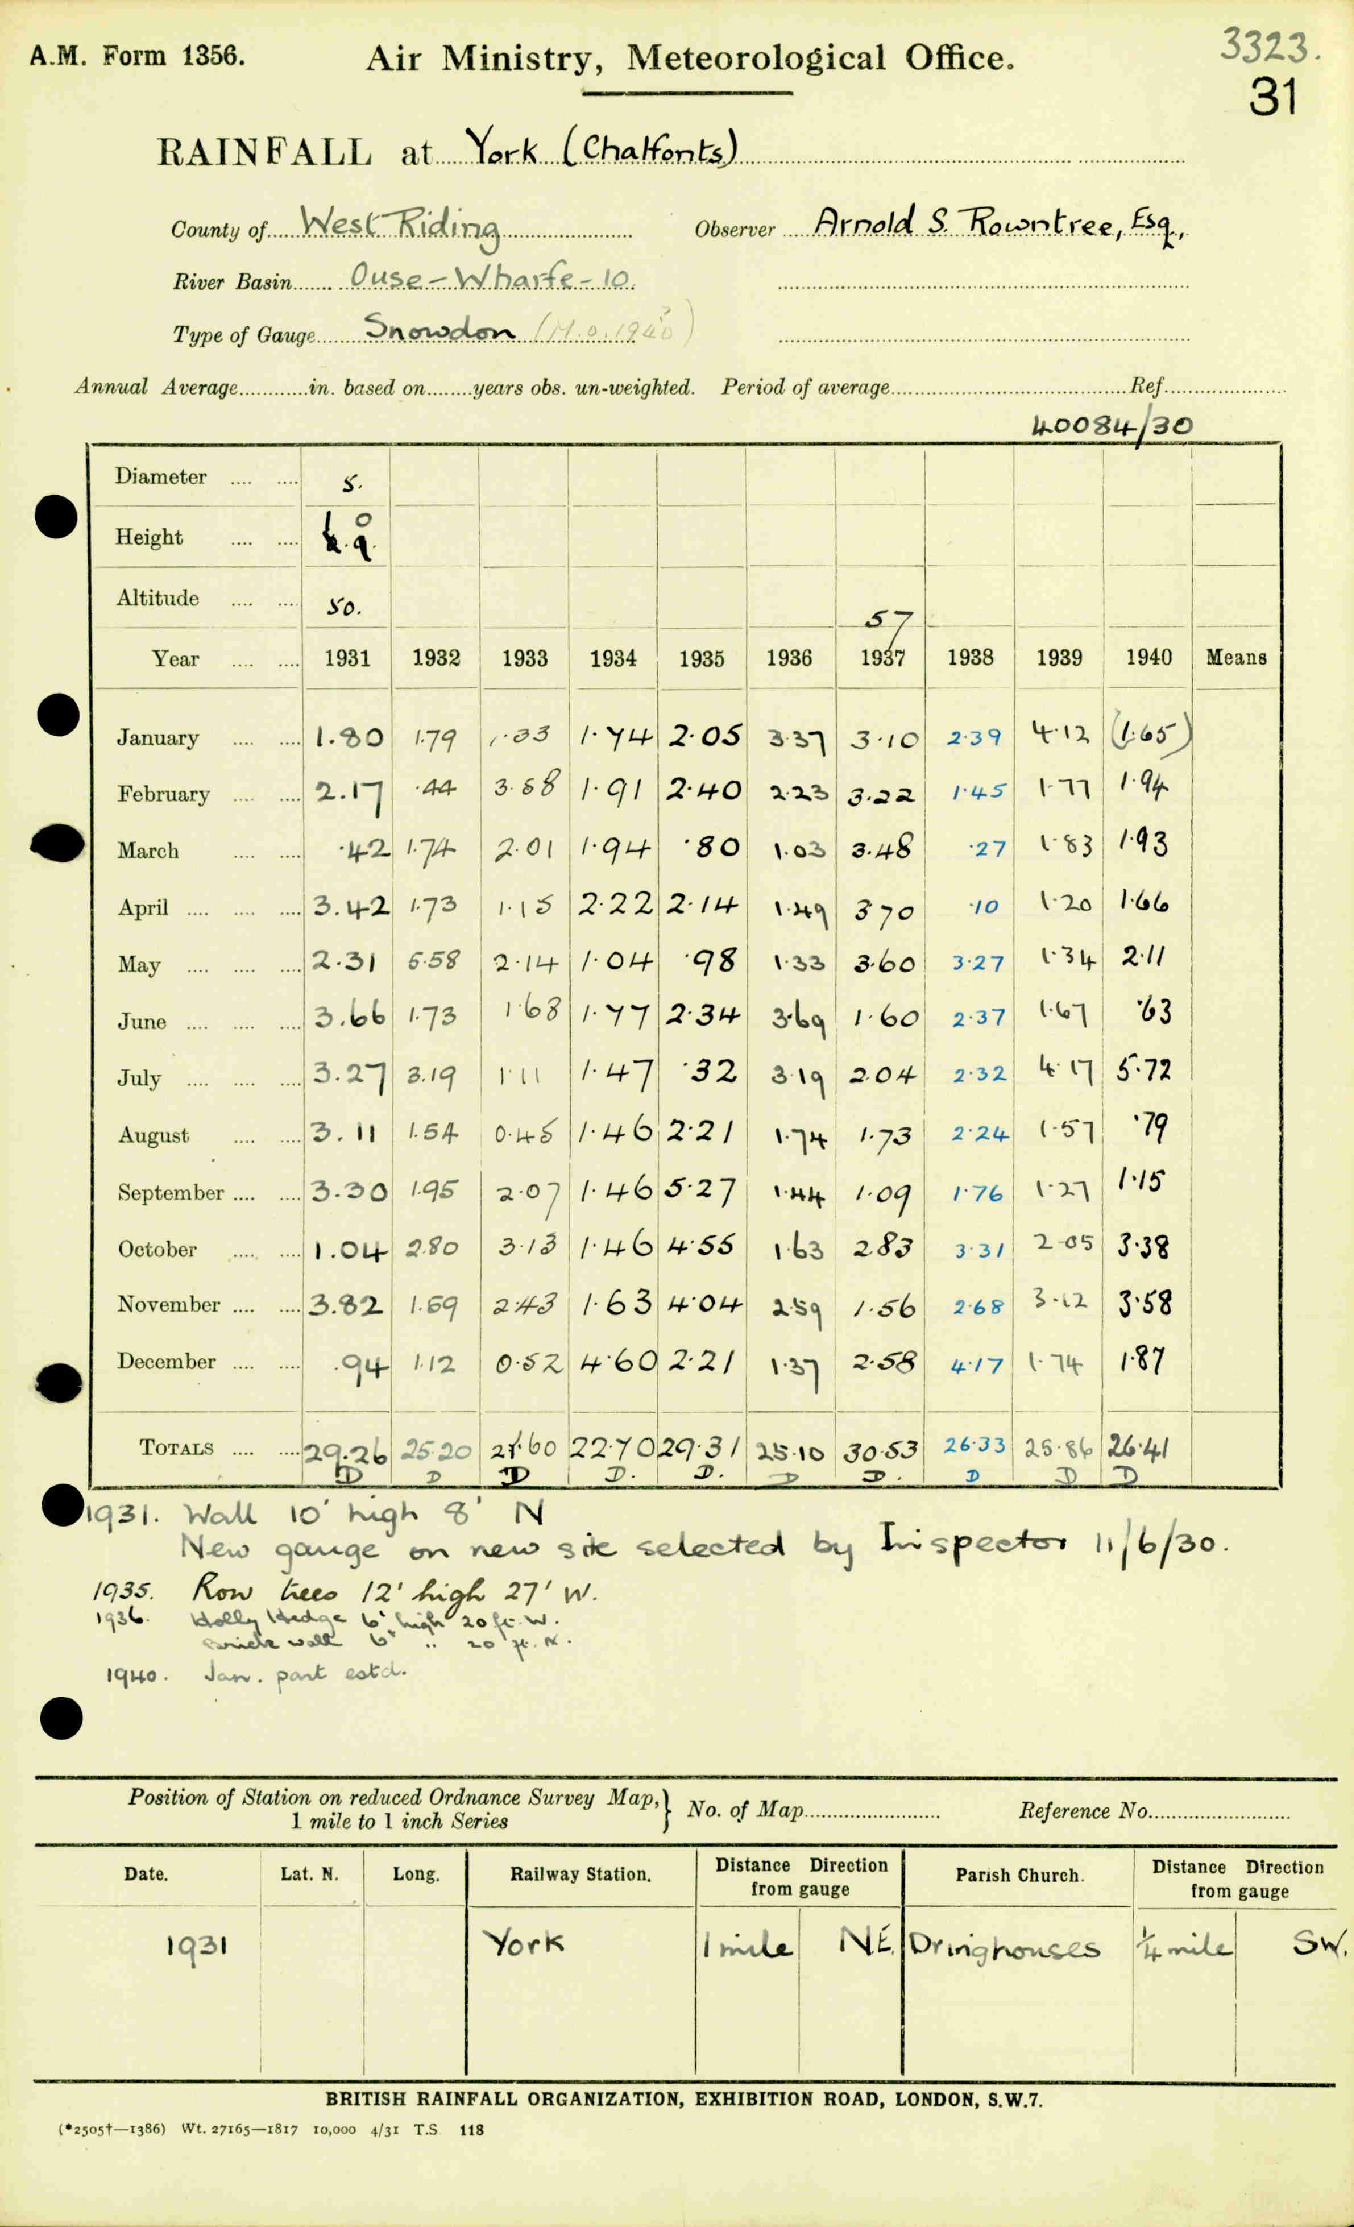 A.M. Form 1356.
Air Ministry, Meteorological Office.
3323.
31
RAINFALL at York (Chalfonts)
County of West Riding Observer Arnold S. Rowntree, Esq.,
River Basin Ouse-Wharfe-10.
Type of Gauge Snowdon
Annual Average in. based on years obs. un-weighted. Period of average Ref.
40084/30
Diameter 5.
Height
Altitude 50. 57
Year 1931 1932 1933 1934 1935 1936 1937 1938 1939 1940 Means
January 1.80 1.79 1.33 1.74 2.05 3.37 3.10 2.39 4.12 (1.65)
February 2.17 .44 3.58 1.91 2.40 2.23 3.22 1.45 1.77 1.94
March .42 1.74 2.01 1.94 .80 1.03 3.48 .27 1.83 1.93
April 3.42 1.73 1.15 2.22 2.14 1.49 3.70 .10 1.20 1.66
May 2.31 5.58 2.14 1.04 .98 1.33 3.60 3.27 1.34 2.11
June 3.66 1.73 1.68 1.77 2.34 3.69 1.60 2.37 1.67 .63
July 3.27 3.19 1.11 1.47 .32 3.19 2.04 2.32 4.17 5.72
August 3.11 1.54 0.45 1.46 2.21 1.74 1.73 2.24 1.57 .79
September 3.30 1.95 2.07 1.46 5.27 1.44 1.09 1.76 1.27 1.15
October 1.04 2.80 3.13 1.46 4.55 1.63 2.83 3.31 2.05 3.38
November 3.82 1.59 2.43 1.63 4.04 2.59 1.56 2.68 3.12 3.58
December .94 1.12 0.52 4.60 2.21 1.37 2.58 4.17 1.74 1.87
TOTALS 29.26 25.20 21.60 22.70 29.31 25.10 30.53 26.33 25.86 26.41
D D D D. D. D D. D D D
1931. Wall 10' high 8' N
New gauge on new site selected by Inspector 11/6/30.
1935. Row trees 12' high 27' W.
1936. Holly Hedge 6' high 20 ft. W.
Brick wall 6' " 20 ft. N.
1940. Jan. part estd.
Position of Station on reduced Ordnance Survey Map,
1 mile to 1 inch Series
No. of Map Reference No.
Date. Lat. N. Long. Railway Station. Distance Direction from gauge Parish Church. Distance Direction from gauge
1931 York 1 mile NE. Dringhouses ¼ mile SW.
BRITISH RAINFALL ORGANIZATION, EXHIBITION ROAD, LONDON, S.W.7.
(*2505†—1386) Wt. 27165—1817 10,000 4/31 T.S. 118